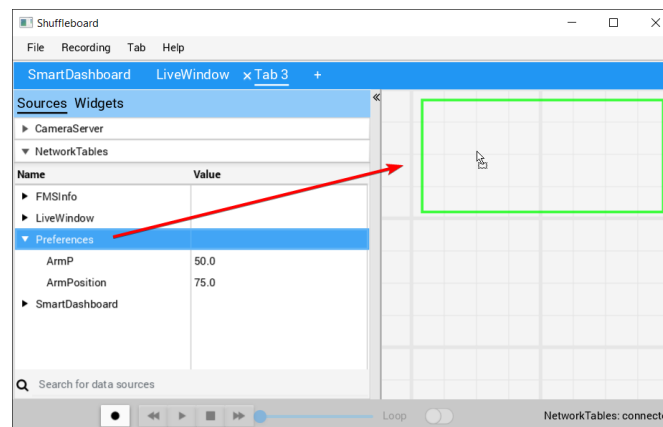 Shuffleboard
File Recording Tab Help
SmartDashboard LiveWindow Tab 3 +
Sources Widgets
CameraServer
NetworkTables
Name Value
FMSInfo
LiveWindow
Preferences
ArmP 50.0
ArmPosition 75.0
SmartDashboard
Search for data sources
Loop NetworkTables: connecte